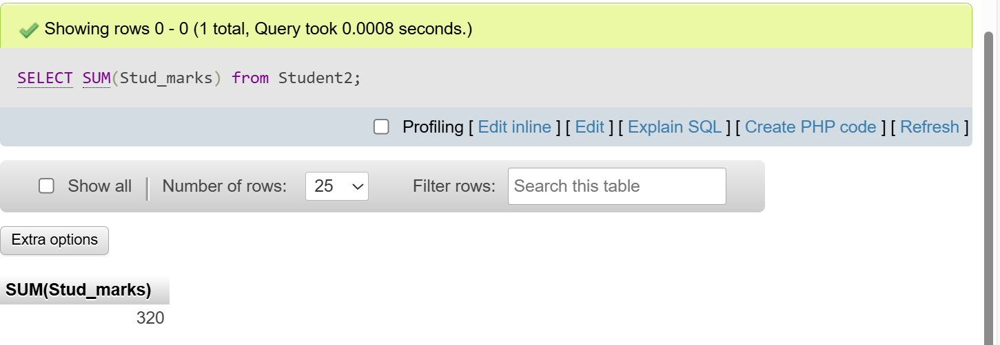 Showing rows 0 - 0 (1 total, Query took 0.0008 seconds.)
SELECT SUM(Stud_marks) from Student2;
Profiling [ Edit inline ] [ Edit ] [ Explain SQL ] [ Create PHP code ] [ Refresh ]
Show all | Number of rows: 25 Filter rows: Search this table
Extra options
SUM(Stud_marks)
320